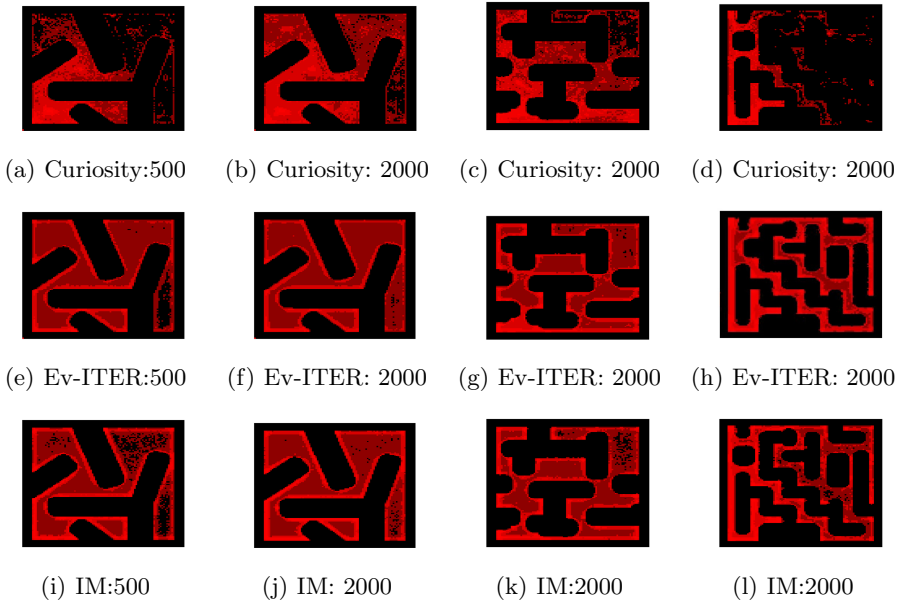 (a) Curiosity:500 (b) Curiosity: 2000 (c) Curiosity: 2000 (d) Curiosity: 2000
(e) Ev-ITER:500 (f) Ev-ITER: 2000 (g) Ev-ITER: 2000 (h) Ev-ITER: 2000
(i) IM:500 (j) IM: 2000 (k) IM:2000 (l) IM:2000